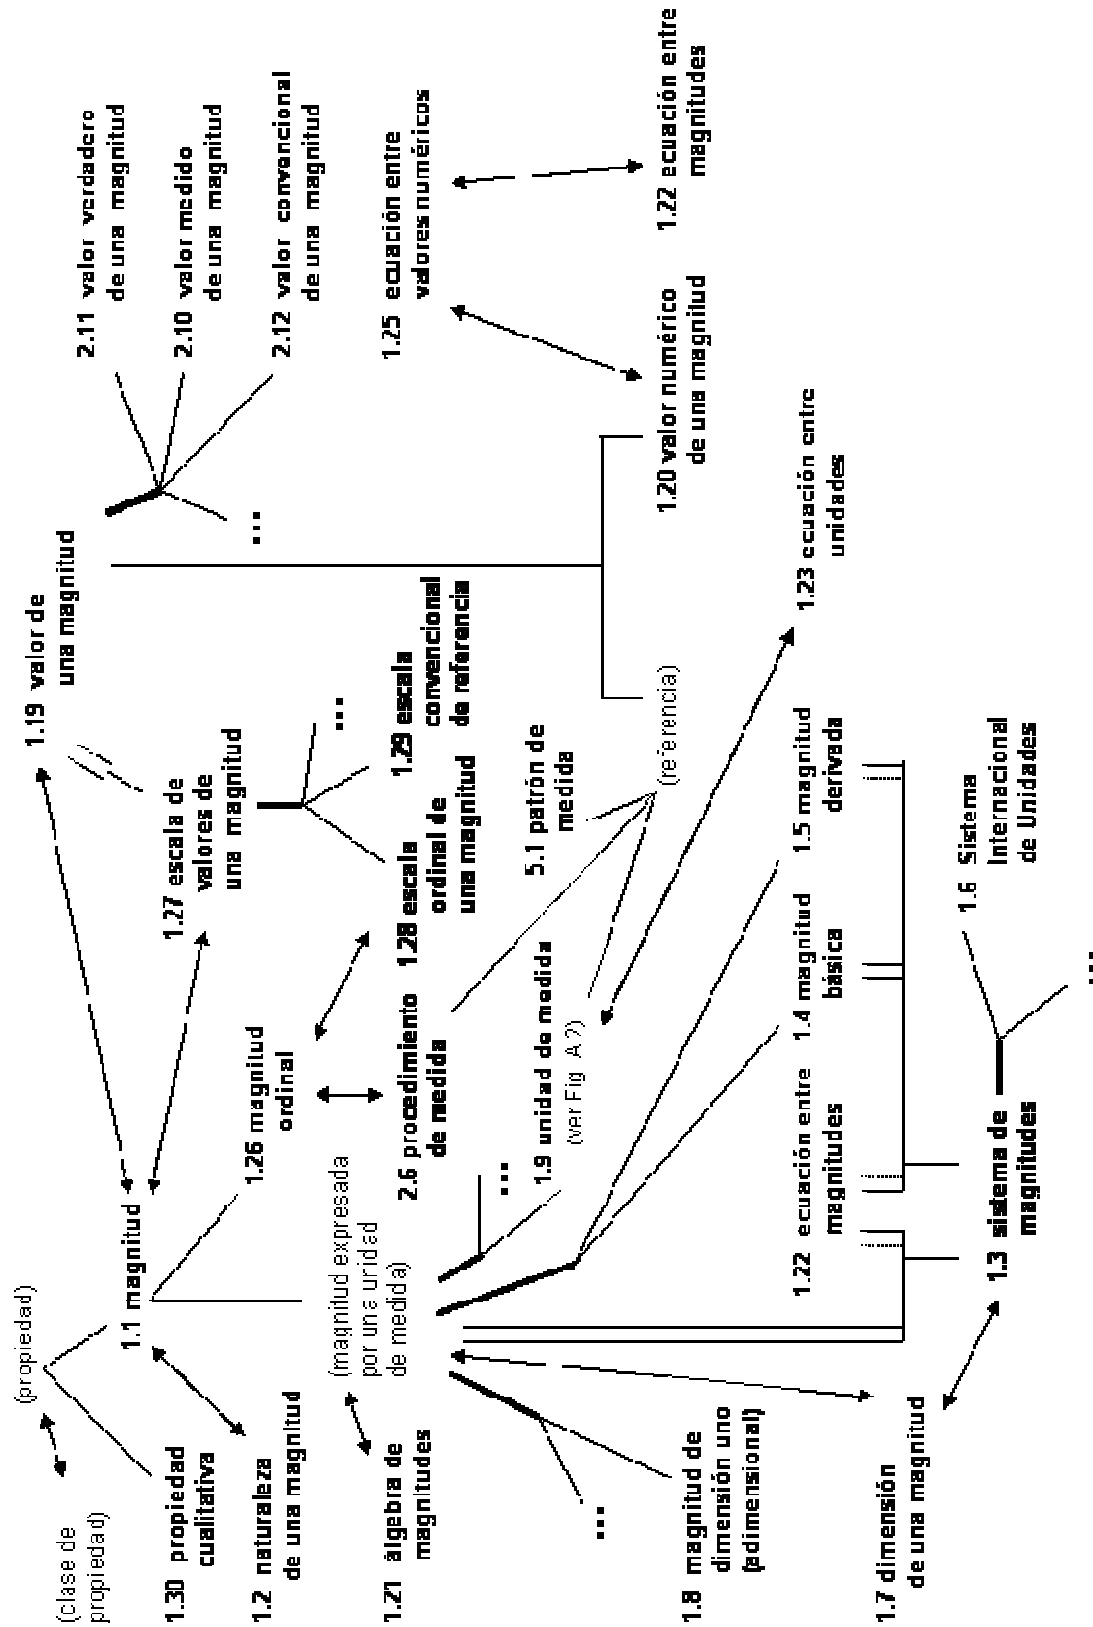 (clase de
propiedad)
(propiedad)
1.30 propiedad
cualitativa
1.2 naturaleza
de una magnitud
1.1 magnitud
1.19 valor de
una magnitud
2.11 valor verdadero
de una magnitud
2.10 valor medido
de una magnitud
2.12 valor convencional
de una magnitud
...
1.27 escala de
valores de
una magnitud
...
1.26 magnitud
ordinal
1.21 álgebra de
magnitudes
(magnitud expresada
por una unidad
de medida)
2.6 procedimiento
de medida
1.28 escala
ordinal de
una magnitud
1.29 escala
convencional
de referencia
1.25 ecuación entre
valores numéricos
...
1.9 unidad de medida
(ver Fig. A.2)
5.1 patrón de
medida
(referencia)
1.20 valor numérico
de una magnitud
1.22 ecuación entre
magnitudes
...
1.8 magnitud de
dimensión uno
(adimensional)
1.22 ecuación entre
magnitudes
1.4 magnitud
básica
1.5 magnitud
derivada
1.23 ecuación entre
unidades
1.7 dimensión
de una magnitud
1.3 sistema de
magnitudes
1.6 Sistema
Internacional
de Unidades
...